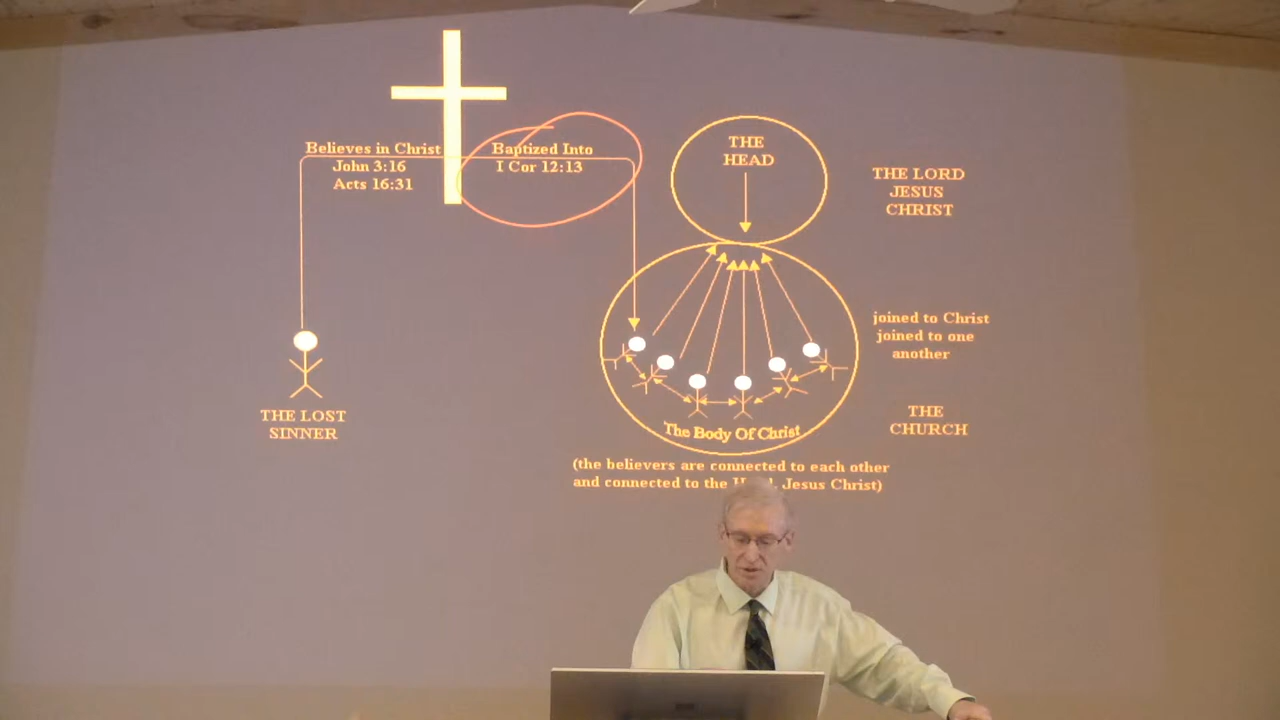 Believes in Christ
John 3:16
Acts 16:31
Baptized Into
I Cor 12:13
THE
HEAD
THE LORD
JESUS
CHRIST
THE LOST
SINNER
joined to Christ
joined to one
another
The Body Of Christ
THE
CHURCH
(the believers are connected to each other
and connected to the Jesus Christ)